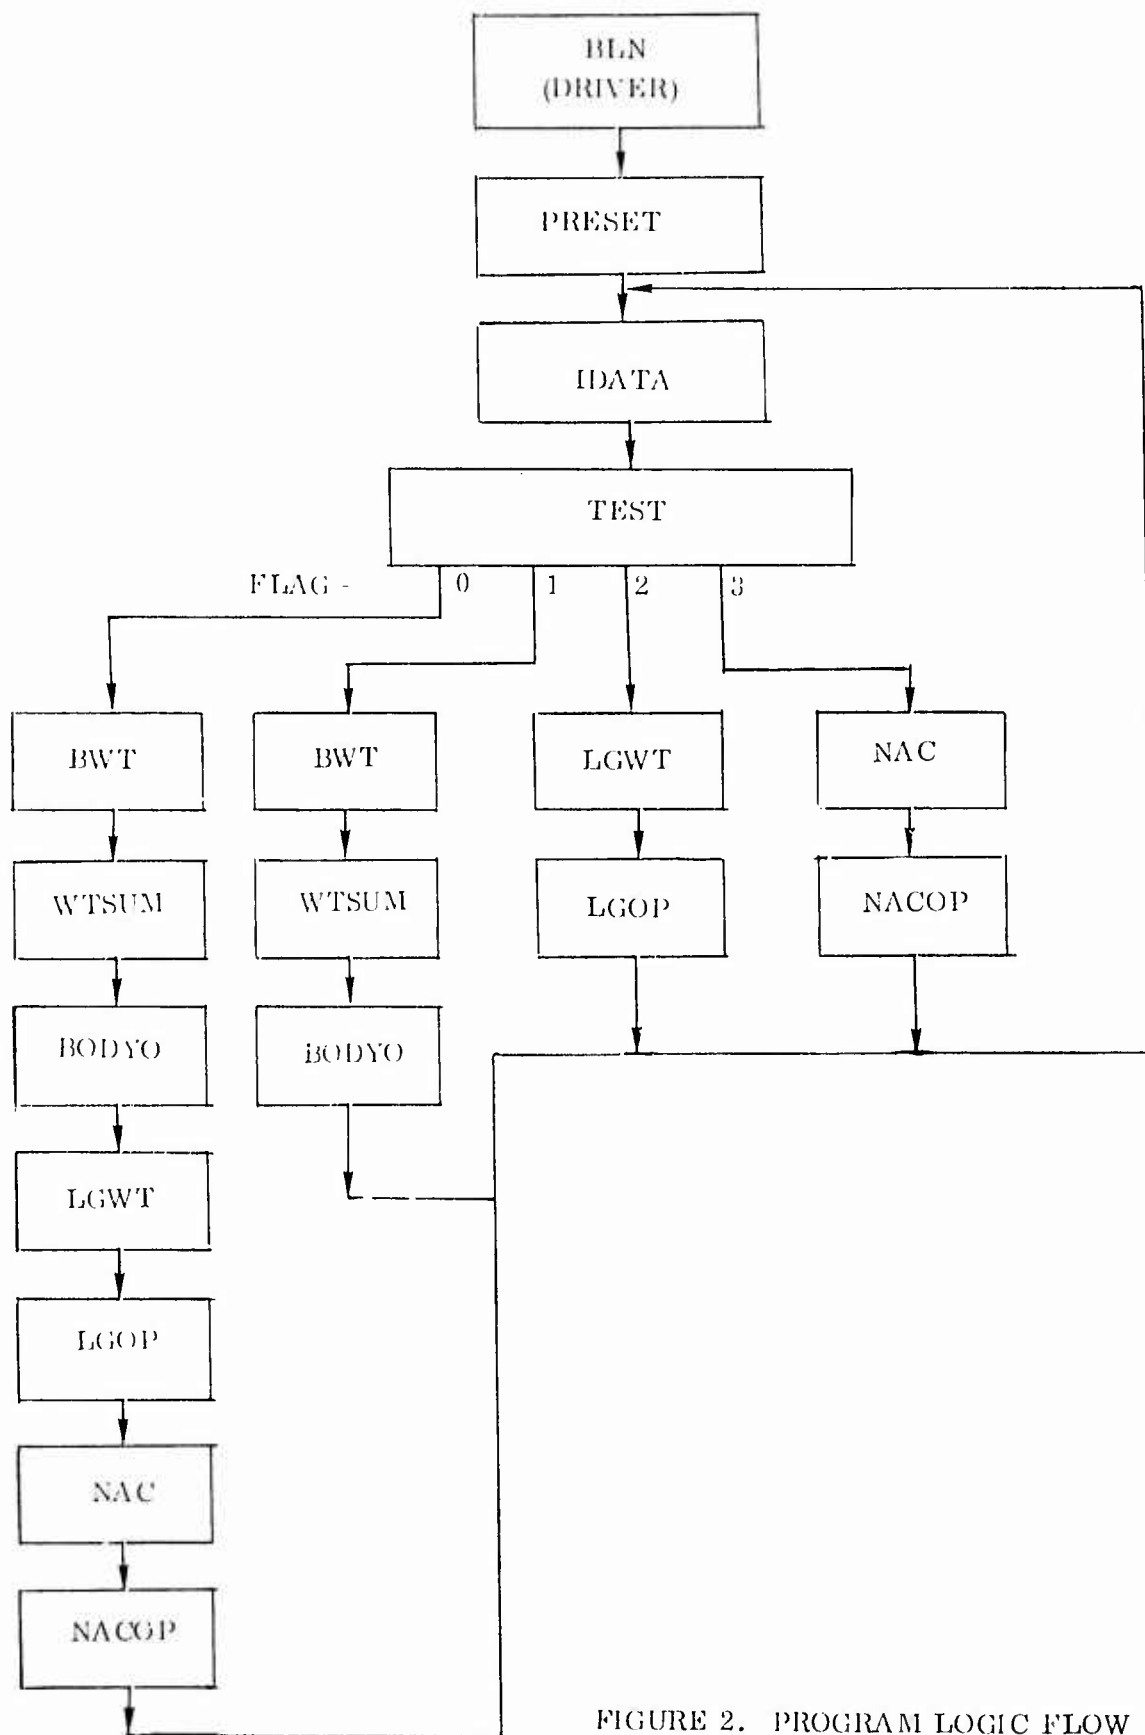 BLN
(DRIVER)
PRESET
IDATA
TEST
FLAG - 0 1 2 3
BWT BWT LGWT NAC
WTSUM WTSUM LGOP NACOP
BODYO BODYO
LGWT
LGOP
NAC
NACOP
FIGURE 2. PROGRAM LOGIC FLOW